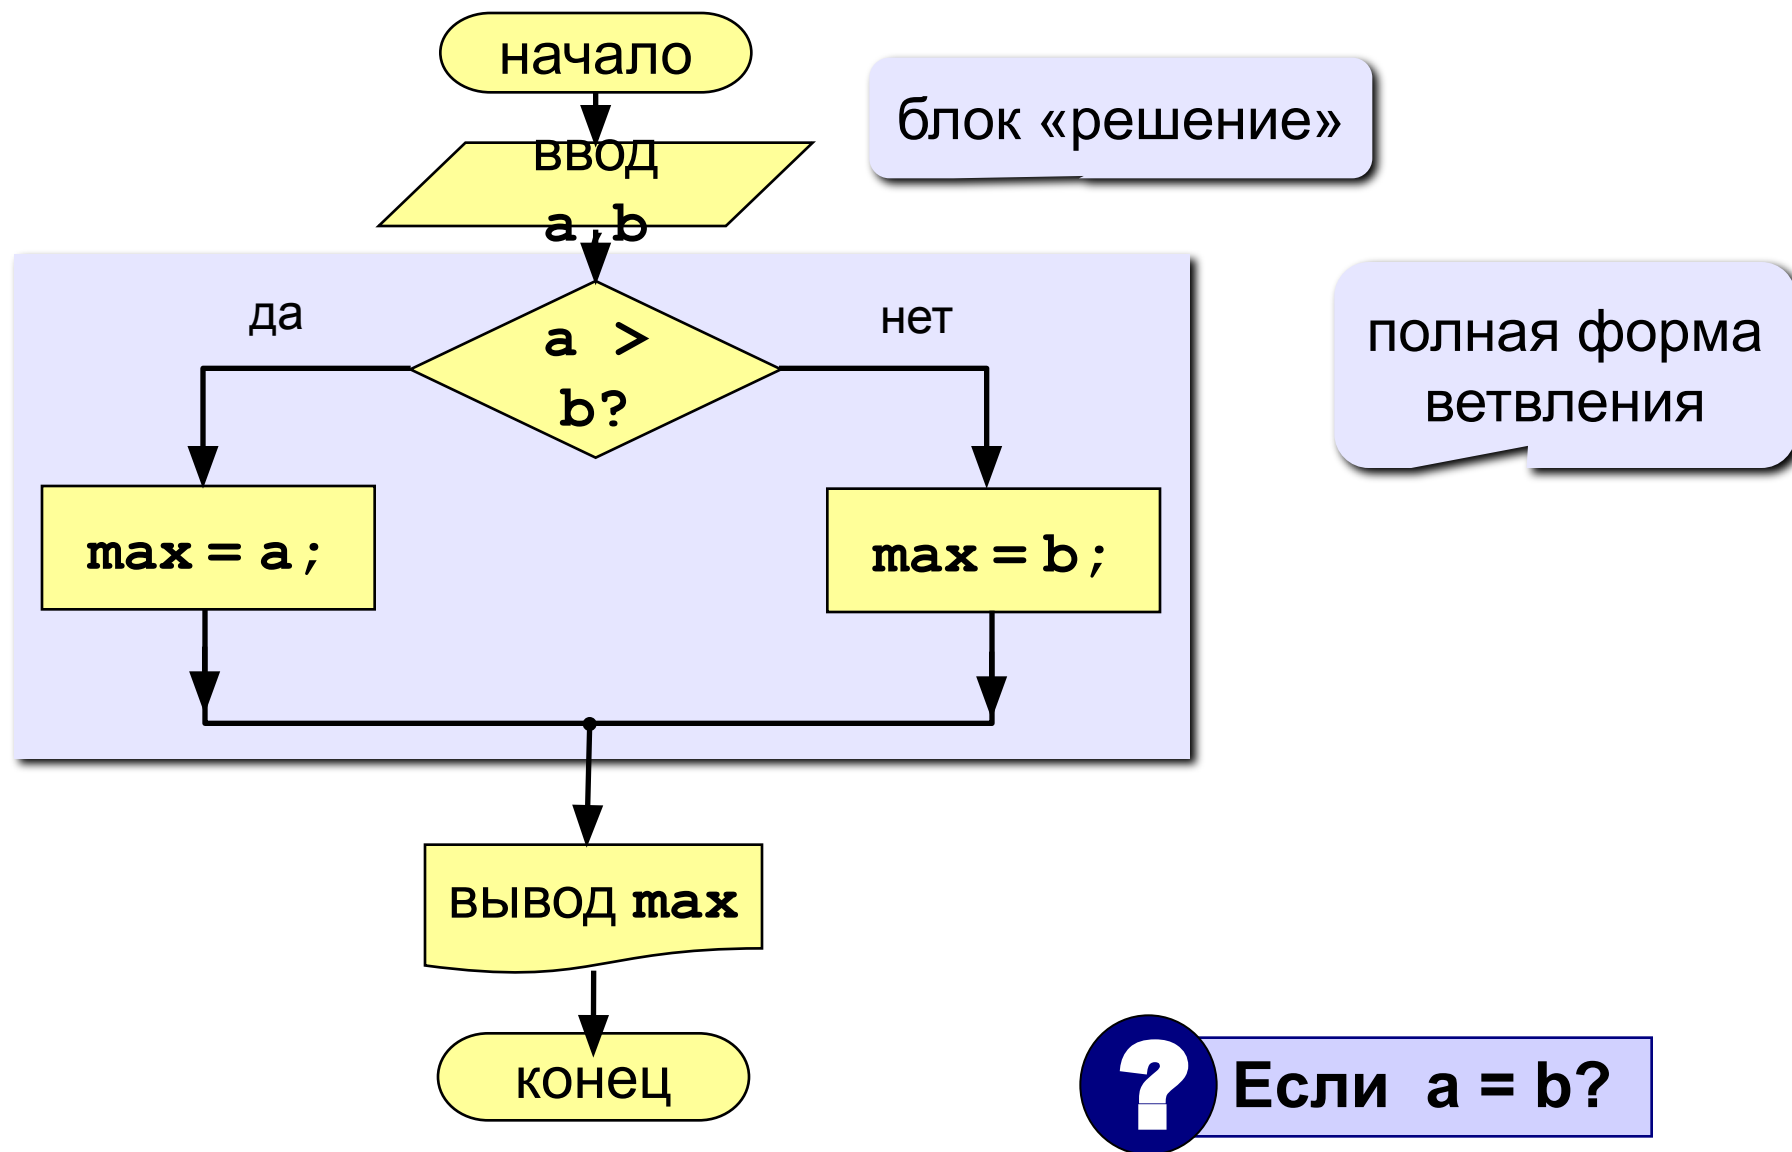 начало
блок «решение»
ввод
a,b
да
нет
a >
b?
полная форма
ветвления
max = a;
max = b;
вывод max
конец
? Если a = b?